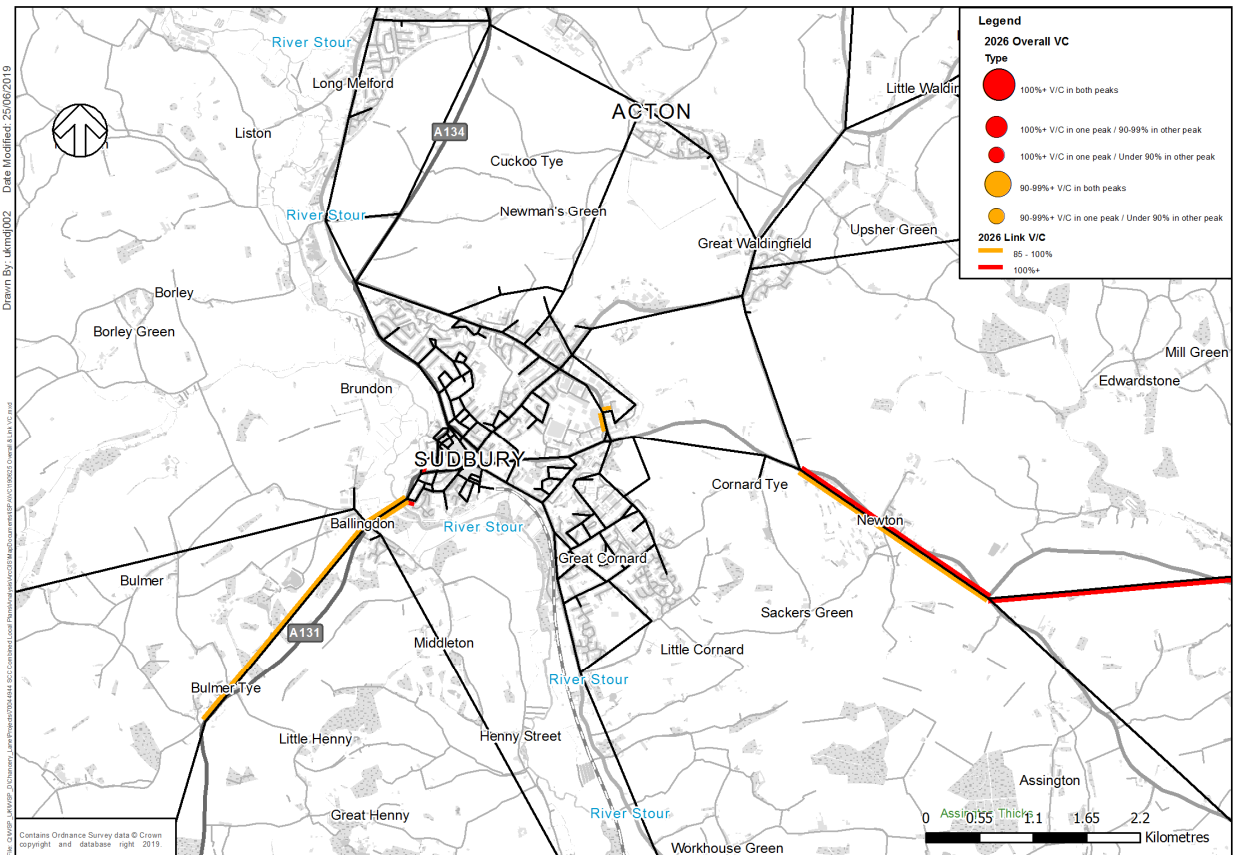 Legend
2026 Overall VC
Type
100%+ V/C in both peaks
100%+ V/C in one peak / 90-99% in other peak
100%+ V/C in one peak / Under 90% in other peak
90-99%+ V/C in both peaks
90-99%+ V/C in one peak / Under 90% in other peak
2026 Link V/C
85 - 100%
100%+
Date Modified: 25/06/2019
Drawn By: ukmdj002
River Stour
Long Melford
ACTON
Little Waldin
Liston
A134
Cuckoo Tye
River Stour
Newman's Green
Great Waldingfield
Upsher Green
Borley
Borley Green
Mill Green
Brundon
Edwardstone
SUDBURY
Cornard Tye
Ballingdon
River Stour
Newton
Great Cornard
Bulmer
Sackers Green
A131
Middleton
Little Cornard
River Stour
Bulmer Tye
Little Henny
Henny Street
Assington
Great Henny
River Stour
Workhouse Green
0 0.55 1.1 1.65 2.2
Kilometres
Contains Ordnance Survey data © Crown
copyright and database right 2019.